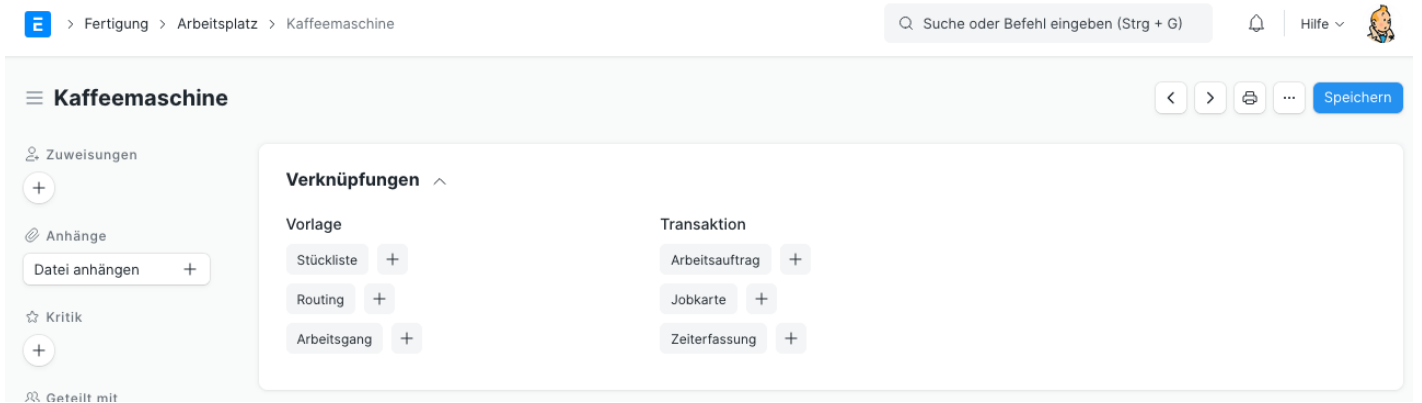 E > Fertigung > Arbeitsplatz > Kaffeemaschine Suche oder Befehl eingeben (Strg + G) Hilfe
Kaffeemaschine Speichern
Zuweisungen
Verknüpfungen
Anhänge
Vorlage Transaktion
Datei anhängen
Stückliste Arbeitsauftrag
Routing Jobkarte
Kritik
Arbeitsgang Zeiterfassung
Geteilt mit